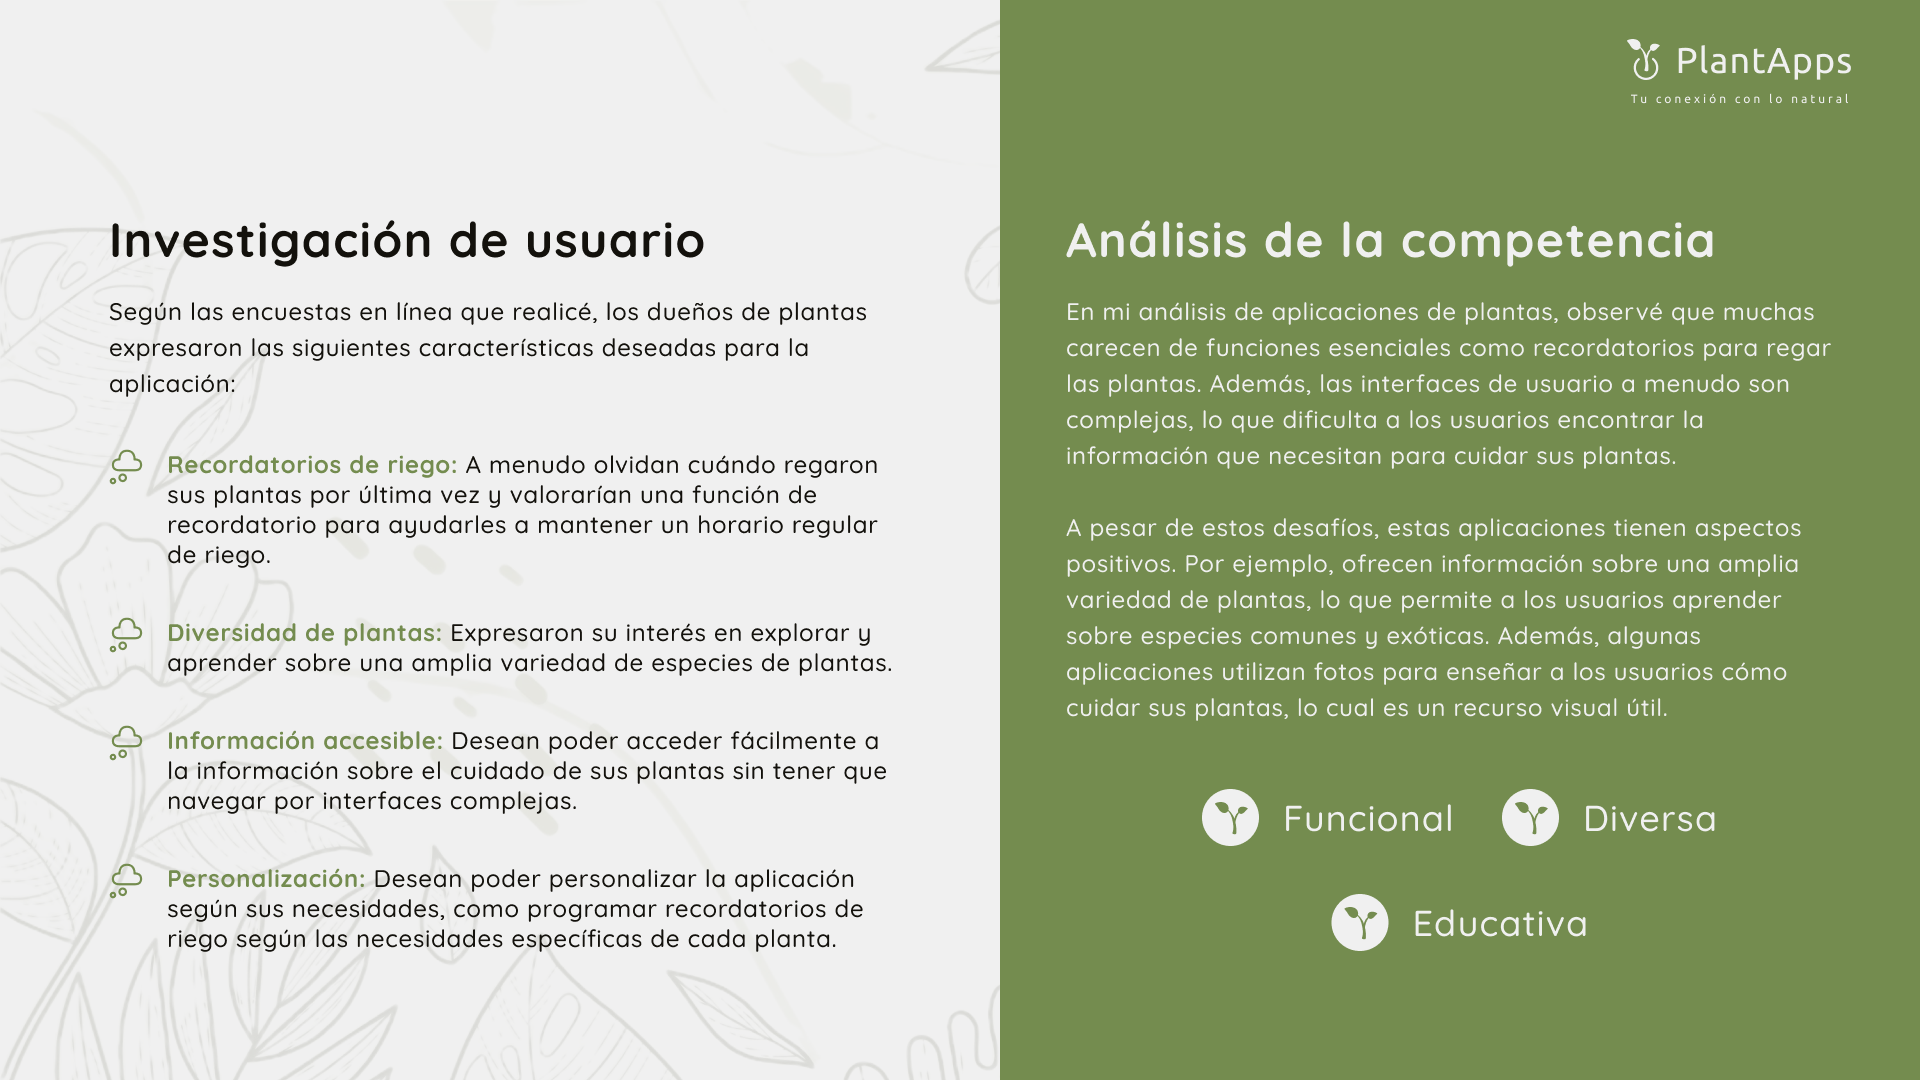 PlantApps
Tu conexión con lo natural
Investigación de usuario
Según las encuestas en línea que realicé, los dueños de plantas
expresaron las siguientes características deseadas para la
aplicación:
Recordatorios de riego: A menudo olvidan cuándo regaron
sus plantas por última vez y valorarían una función de
recordatorio para ayudarles a mantener un horario regular
de riego.
Diversidad de plantas: Expresaron su interés en explorar y
aprender sobre una amplia variedad de especies de plantas.
Información accesible: Desean poder acceder fácilmente a
la información sobre el cuidado de sus plantas sin tener que
navegar por interfaces complejas.
Personalización: Desean poder personalizar la aplicación
según sus necesidades, como programar recordatorios de
riego según las necesidades específicas de cada planta.
Análisis de la competencia
En mi análisis de aplicaciones de plantas, observé que muchas
carecen de funciones esenciales como recordatorios para regar
las plantas. Además, las interfaces de usuario a menudo son
complejas, lo que dificulta a los usuarios encontrar la
información que necesitan para cuidar sus plantas.
A pesar de estos desafíos, estas aplicaciones tienen aspectos
positivos. Por ejemplo, ofrecen información sobre una amplia
variedad de plantas, lo que permite a los usuarios aprender
sobre especies comunes y exóticas. Además, algunas
aplicaciones utilizan fotos para enseñar a los usuarios cómo
cuidar sus plantas, lo cual es un recurso visual útil.
Funcional
Diversa
Educativa